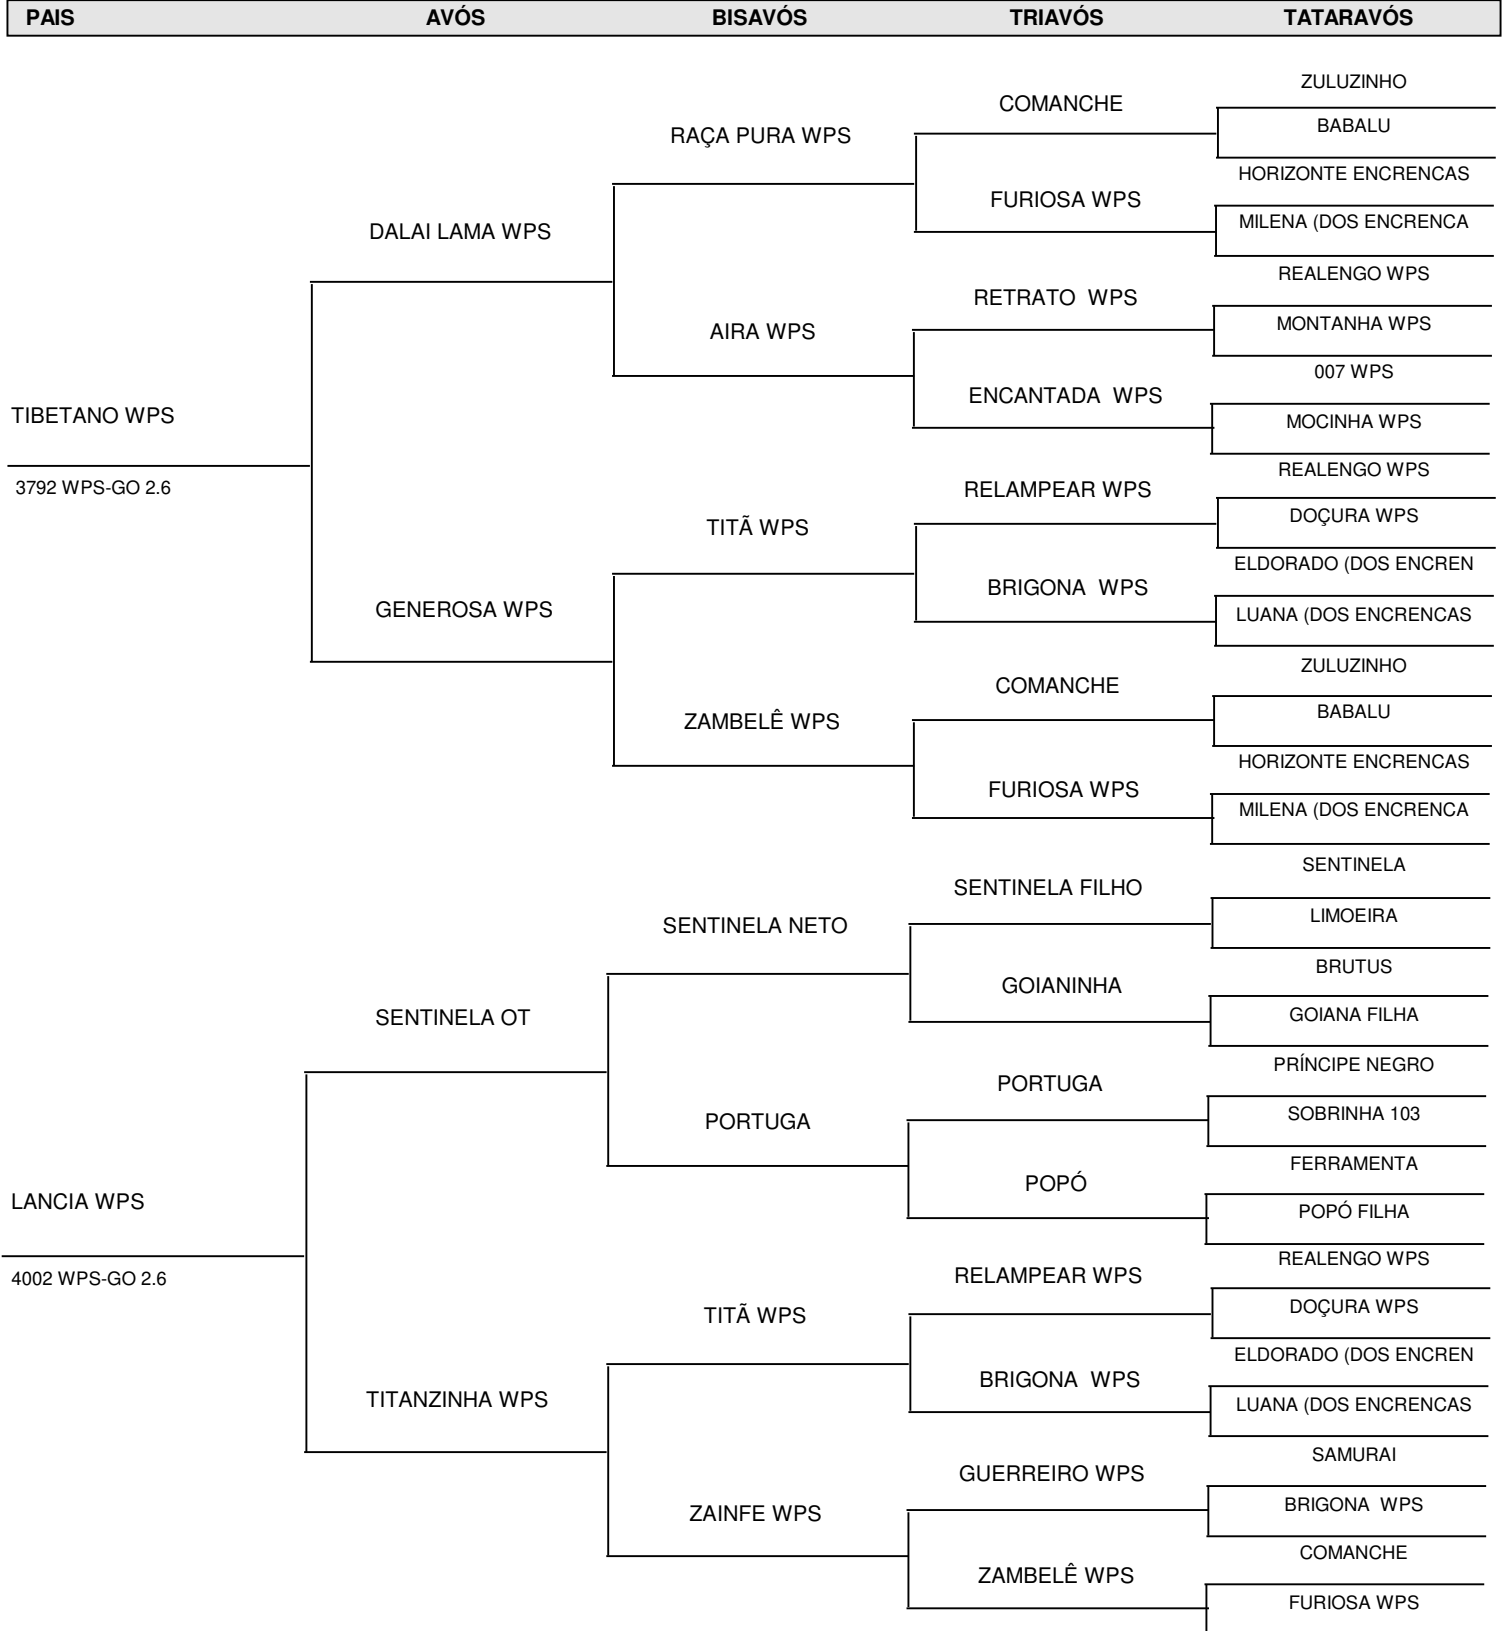 PAIS AVÓS BISAVÓS TRIAVÓS TATARAVÓS
ZULUZINHO
COMANCHE
BABALU
RAÇA PURA WPS
HORIZONTE ENCRENCAS
FURIOSA WPS
MILENA (DOS ENCRENCA
DALAI LAMA WPS
REALENGO WPS
RETRATO  WPS
MONTANHA WPS
AIRA WPS
007 WPS
ENCANTADA  WPS
TIBETANO WPS
MOCINHA WPS
REALENGO WPS
3792 WPS-GO 2.6
RELAMPEAR WPS
DOÇURA WPS
TITÃ WPS
ELDORADO (DOS ENCREN
BRIGONA  WPS
GENEROSA WPS
LUANA (DOS ENCRENCAS
ZULUZINHO
COMANCHE
BABALU
ZAMBELÊ WPS
HORIZONTE ENCRENCAS
FURIOSA WPS
MILENA (DOS ENCRENCA
SENTINELA
SENTINELA FILHO
LIMOEIRA
SENTINELA NETO
BRUTUS
GOIANINHA
GOIANA FILHA
SENTINELA OT
PRÍNCIPE NEGRO
PORTUGA
SOBRINHA 103
PORTUGA
FERRAMENTA
POPÓ
LANCIA WPS
POPÓ FILHA
REALENGO WPS
4002 WPS-GO 2.6
RELAMPEAR WPS
DOÇURA WPS
TITÃ WPS
ELDORADO (DOS ENCREN
BRIGONA  WPS
TITANZINHA WPS
LUANA (DOS ENCRENCAS
SAMURAI
GUERREIRO WPS
BRIGONA  WPS
ZAINFE WPS
COMANCHE
ZAMBELÊ WPS
FURIOSA WPS